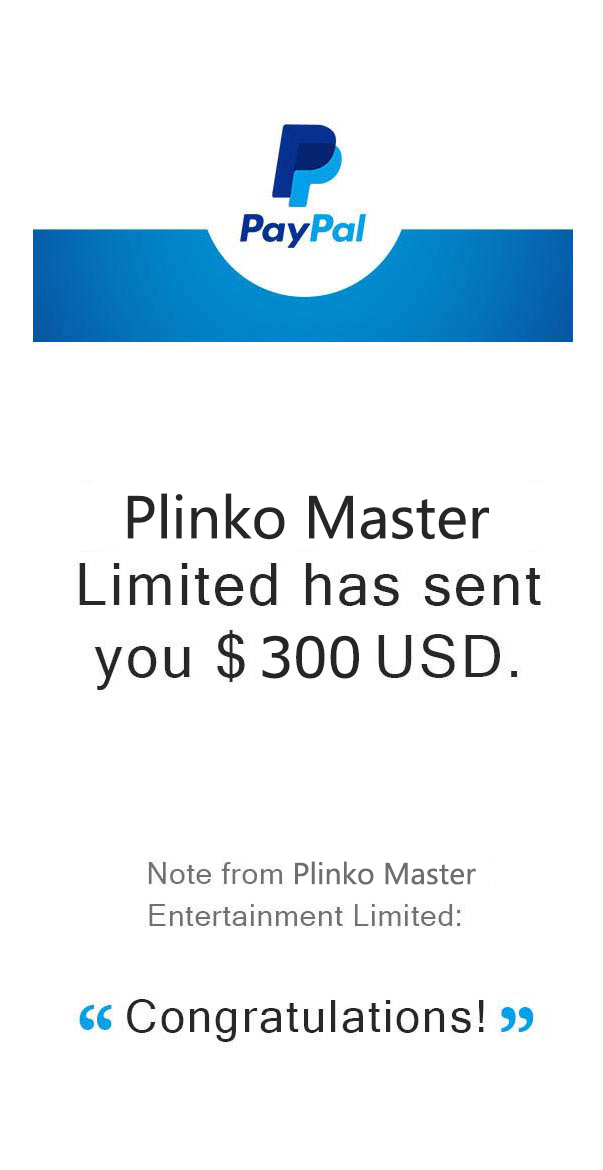 PayPal
Plinko Master
Limited has sent
you $ 300 USD.
Note from Plinko Master
Entertainment Limited:
“ Congratulations! ”